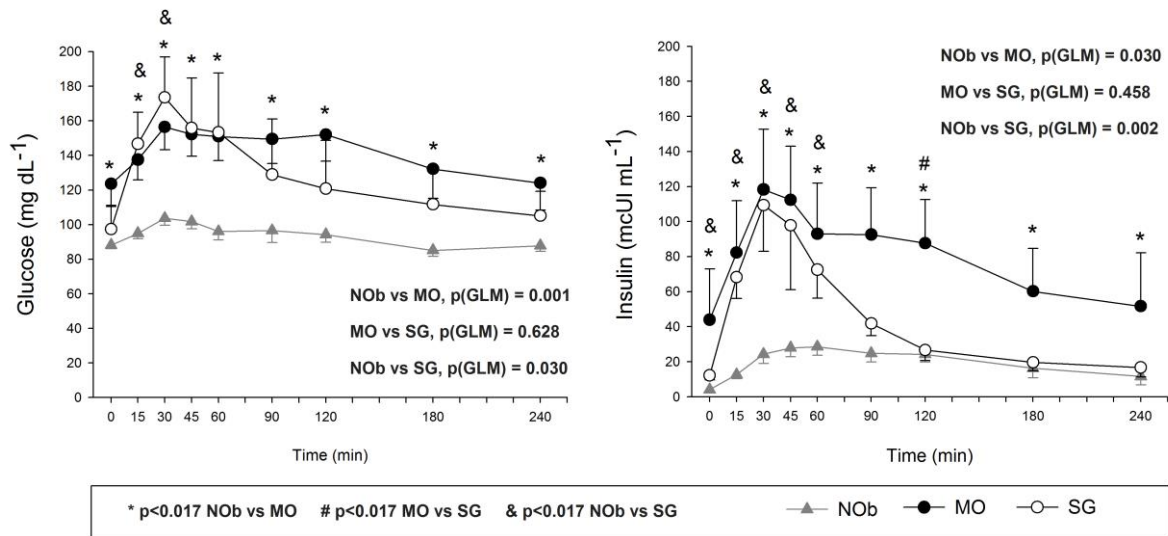 & & * * * * * * * * *
200
180
160
140
120
100
80
60
40
20
0
Glucose (mg dL-1)
NOb vs MO, p(GLM) = 0.001
MO vs SG, p(GLM) = 0.628
NOb vs SG, p(GLM) = 0.030
0 15 30 45 60 90 120 180 240
Time (min)
& & & & & # * * * * * * * * *
200
180
160
140
120
100
80
60
40
20
0
Insulin (mcUI mL-1)
NOb vs MO, p(GLM) = 0.030
MO vs SG, p(GLM) = 0.458
NOb vs SG, p(GLM) = 0.002
0 15 30 45 60 90 120 180 240
Time (min)
* p<0.017 NOb vs MO # p<0.017 MO vs SG & p<0.017 NOb vs SG NOb MO SG